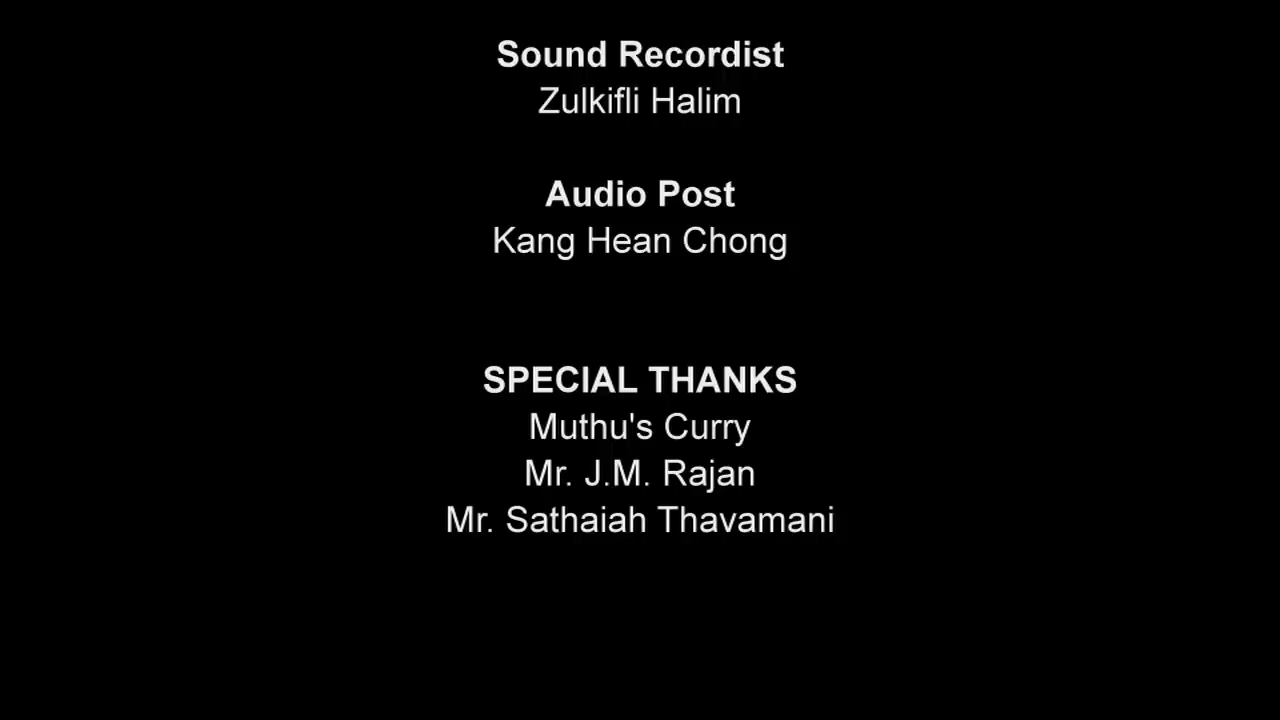 Sound Recordist
Zulkifli Halim
Audio Post
Kang Hean Chong
SPECIAL THANKS
Muthu's Curry
Mr. J.M. Rajan
Mr. Sathaiah Thavamani